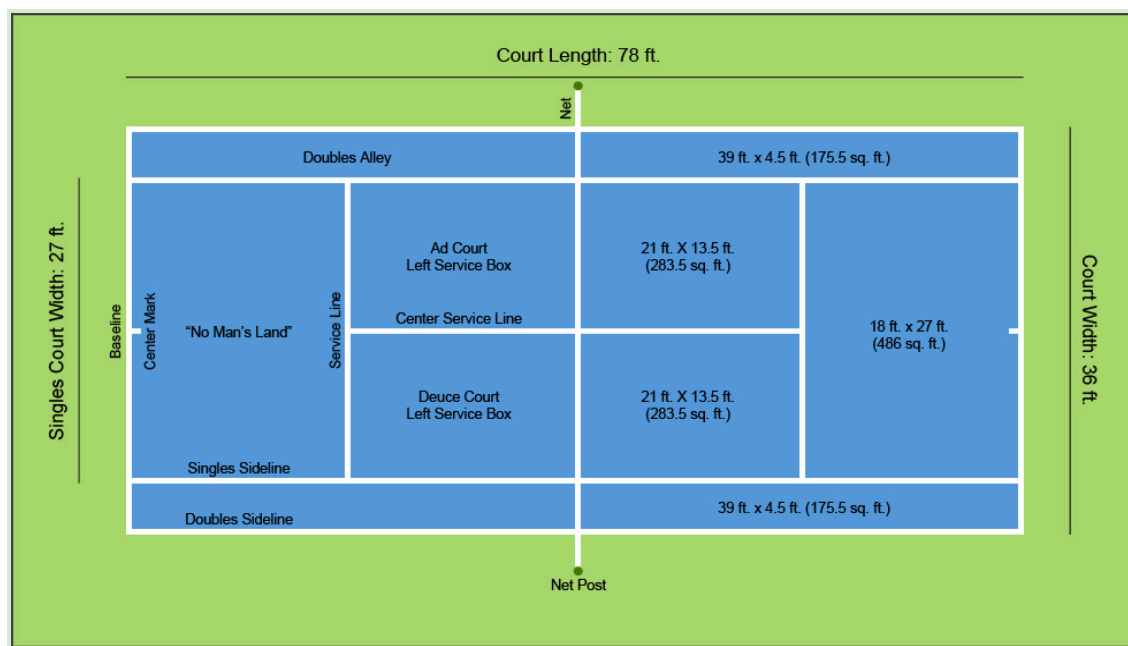 Court Length: 78 ft.
Net
Doubles Alley
39 ft. x 4.5 ft. (175.5 sq. ft.)
Singles Court Width: 27 ft.
Baseline
Center Mark
"No Man's Land"
Service Line
Ad Court
Left Service Box
Center Service Line
Deuce Court
Left Service Box
21 ft. X 13.5 ft.
(283.5 sq. ft.)
21 ft. X 13.5 ft.
(283.5 sq. ft.)
18 ft. x 27 ft.
(486 sq. ft.)
Court Width: 36 ft.
Singles Sideline
Doubles Sideline
39 ft. x 4.5 ft. (175.5 sq. ft.)
Net Post